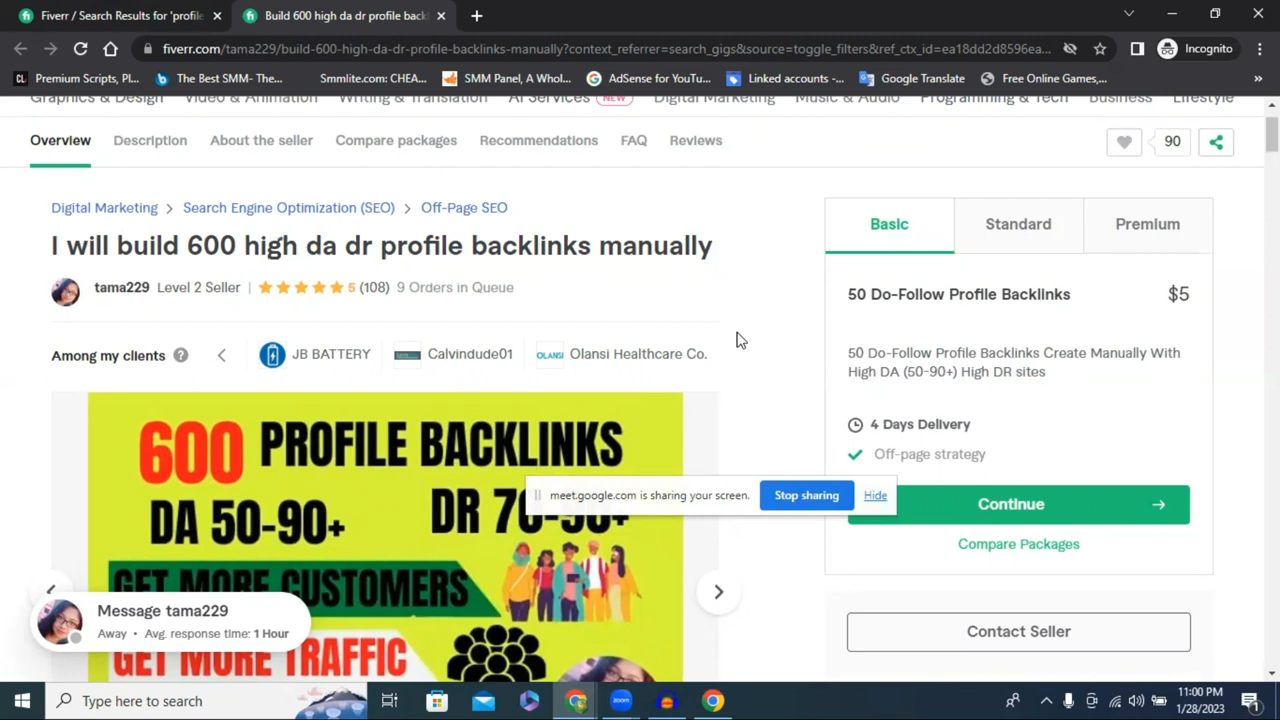 Fiverr / Search Results for 'profile
Build 600 high da dr profile back
fiverr.com/tama229/build-600-high-da-dr-profile-backlinks-manually?context_referrer=search_gigs&source=toggle_filters&ref_ctx_id=ea18dd2d8596ea...
Incognito
Premium Scripts, Pl...
The Best SMM- The...
Smmlite.com: CHEA...
SMM Panel, A Whol...
AdSense for YouTu...
Linked accounts -...
Google Translate
Free Online Games,...
Graphics & Design
Video & Animation
Writing & Translation
AI Services
NEW
Digital Marketing
Music & Audio
Programming & Tech
Business
Lifestyle
Overview
Description
About the seller
Compare packages
Recommendations
FAQ
Reviews
90
Digital Marketing > Search Engine Optimization (SEO) > Off-Page SEO
I will build 600 high da dr profile backlinks manually
tama229 Level 2 Seller | 5 (108) 9 Orders in Queue
Among my clients
JB BATTERY
Calvindude01
OLANSI
Olansi Healthcare Co.
600 PROFILE BACKLINKS
DA 50-90+
DR 70-90+
GET MORE CUSTOMERS
GET MORE TRAFFIC
Message tama229
Away • Avg. response time: 1 Hour
meet.google.com is sharing your screen.
Stop sharing
Hide
Basic
Standard
Premium
50 Do-Follow Profile Backlinks
$5
50 Do-Follow Profile Backlinks Create Manually With
High DA (50-90+) High DR sites
4 Days Delivery
Off-page strategy
Continue
Compare Packages
Contact Seller
Type here to search
zoom
11:00 PM
1/28/2023
1